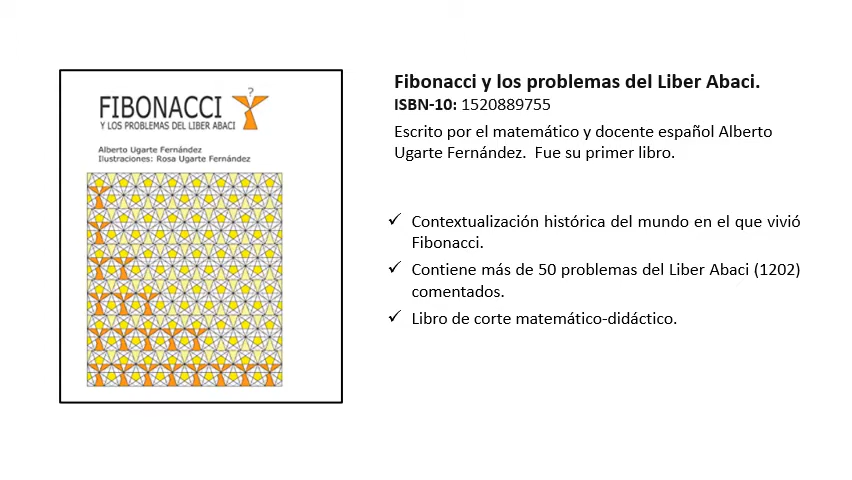 FIBONACCI
?
Y LOS PROBLEMAS DEL LIBER ABACI
Alberto Ugarte Fernández
Ilustraciones: Rosa Ugarte Fernández
Fibonacci y los problemas del Liber Abaci.
ISBN-10: 1520889755
Escrito por el matemático y docente español Alberto
Ugarte Fernández.  Fue su primer libro.
✓ Contextualización histórica del mundo en el que vivió
Fibonacci.
✓ Contiene más de 50 problemas del Liber Abaci (1202)
comentados.
✓ Libro de corte matemático-didáctico.